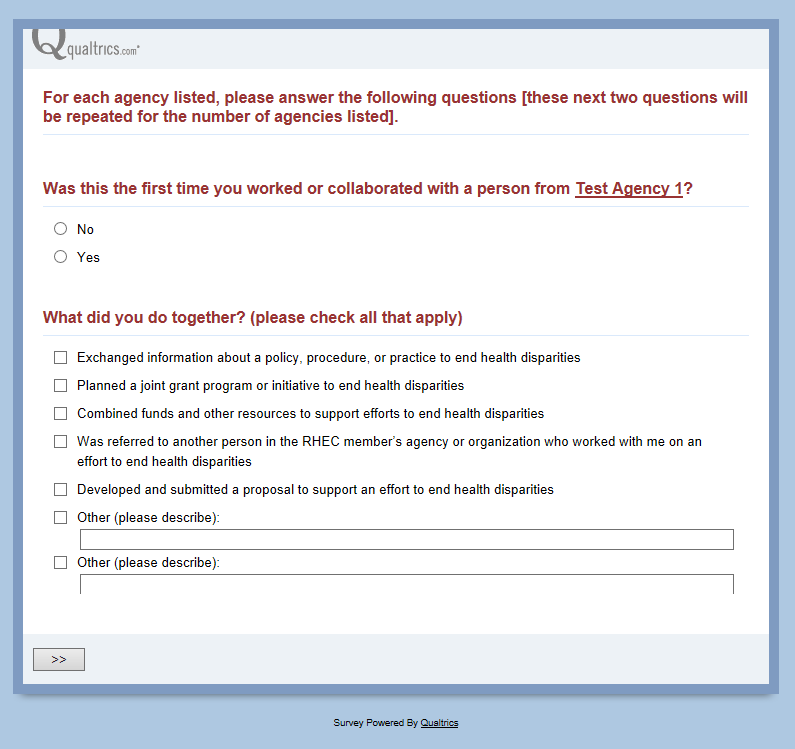 Qualtrics.com®
For each agency listed, please answer the following questions [these next two questions will
be repeated for the number of agencies listed].
Was this the first time you worked or collaborated with a person from Test Agency 1?
No
Yes
What did you do together? (please check all that apply)
Exchanged information about a policy, procedure, or practice to end health disparities
Planned a joint grant program or initiative to end health disparities
Combined funds and other resources to support efforts to end health disparities
Was referred to another person in the RHEC member's agency or organization who worked with me on an
effort to end health disparities
Developed and submitted a proposal to support an effort to end health disparities
Other (please describe):
Other (please describe):
>>
Survey Powered By Qualtrics